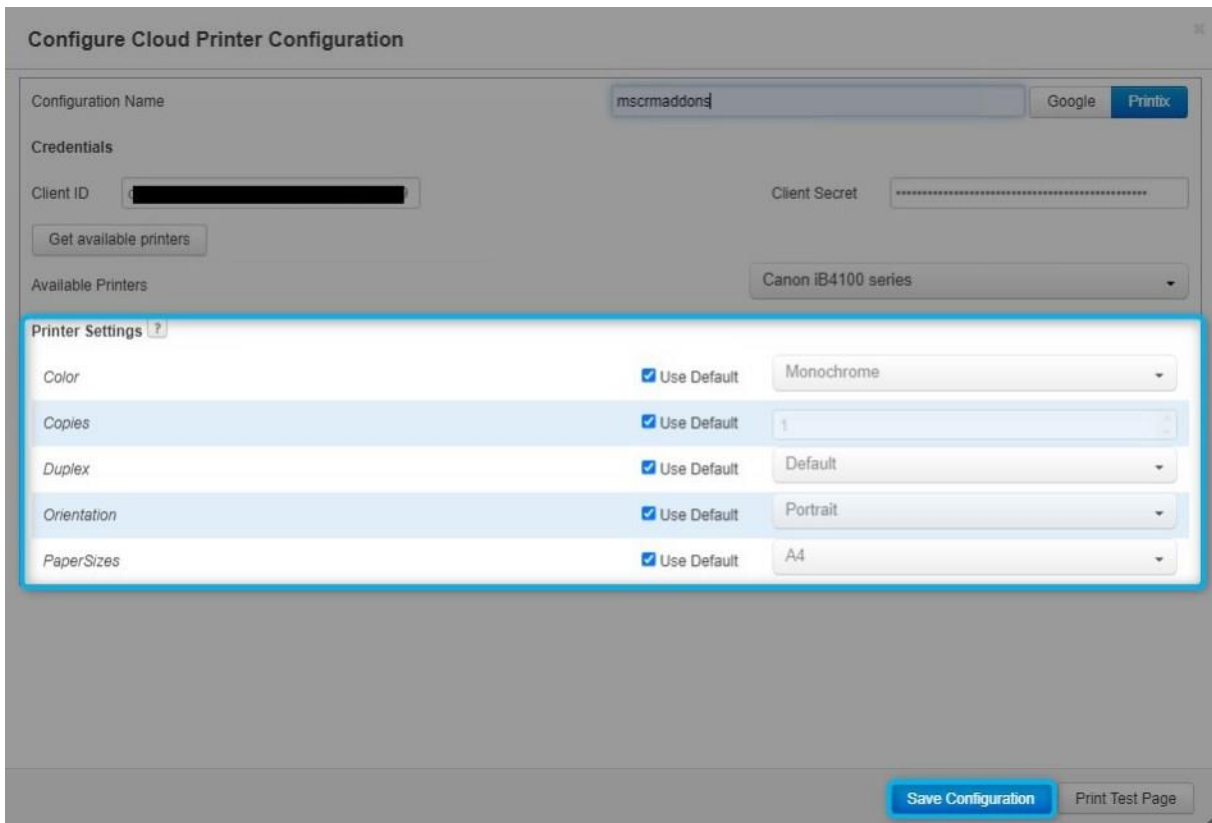 Configure Cloud Printer Configuration
Configuration Name mscrmaddons Google Printix
Credentials
Client ID Client Secret
Get available printers
Available Printers Canon iB4100 series
Printer Settings ?
Color Use Default Monochrome
Copies Use Default 1
Duplex Use Default Default
Orientation Use Default Portrait
PaperSizes Use Default A4
Save Configuration Print Test Page